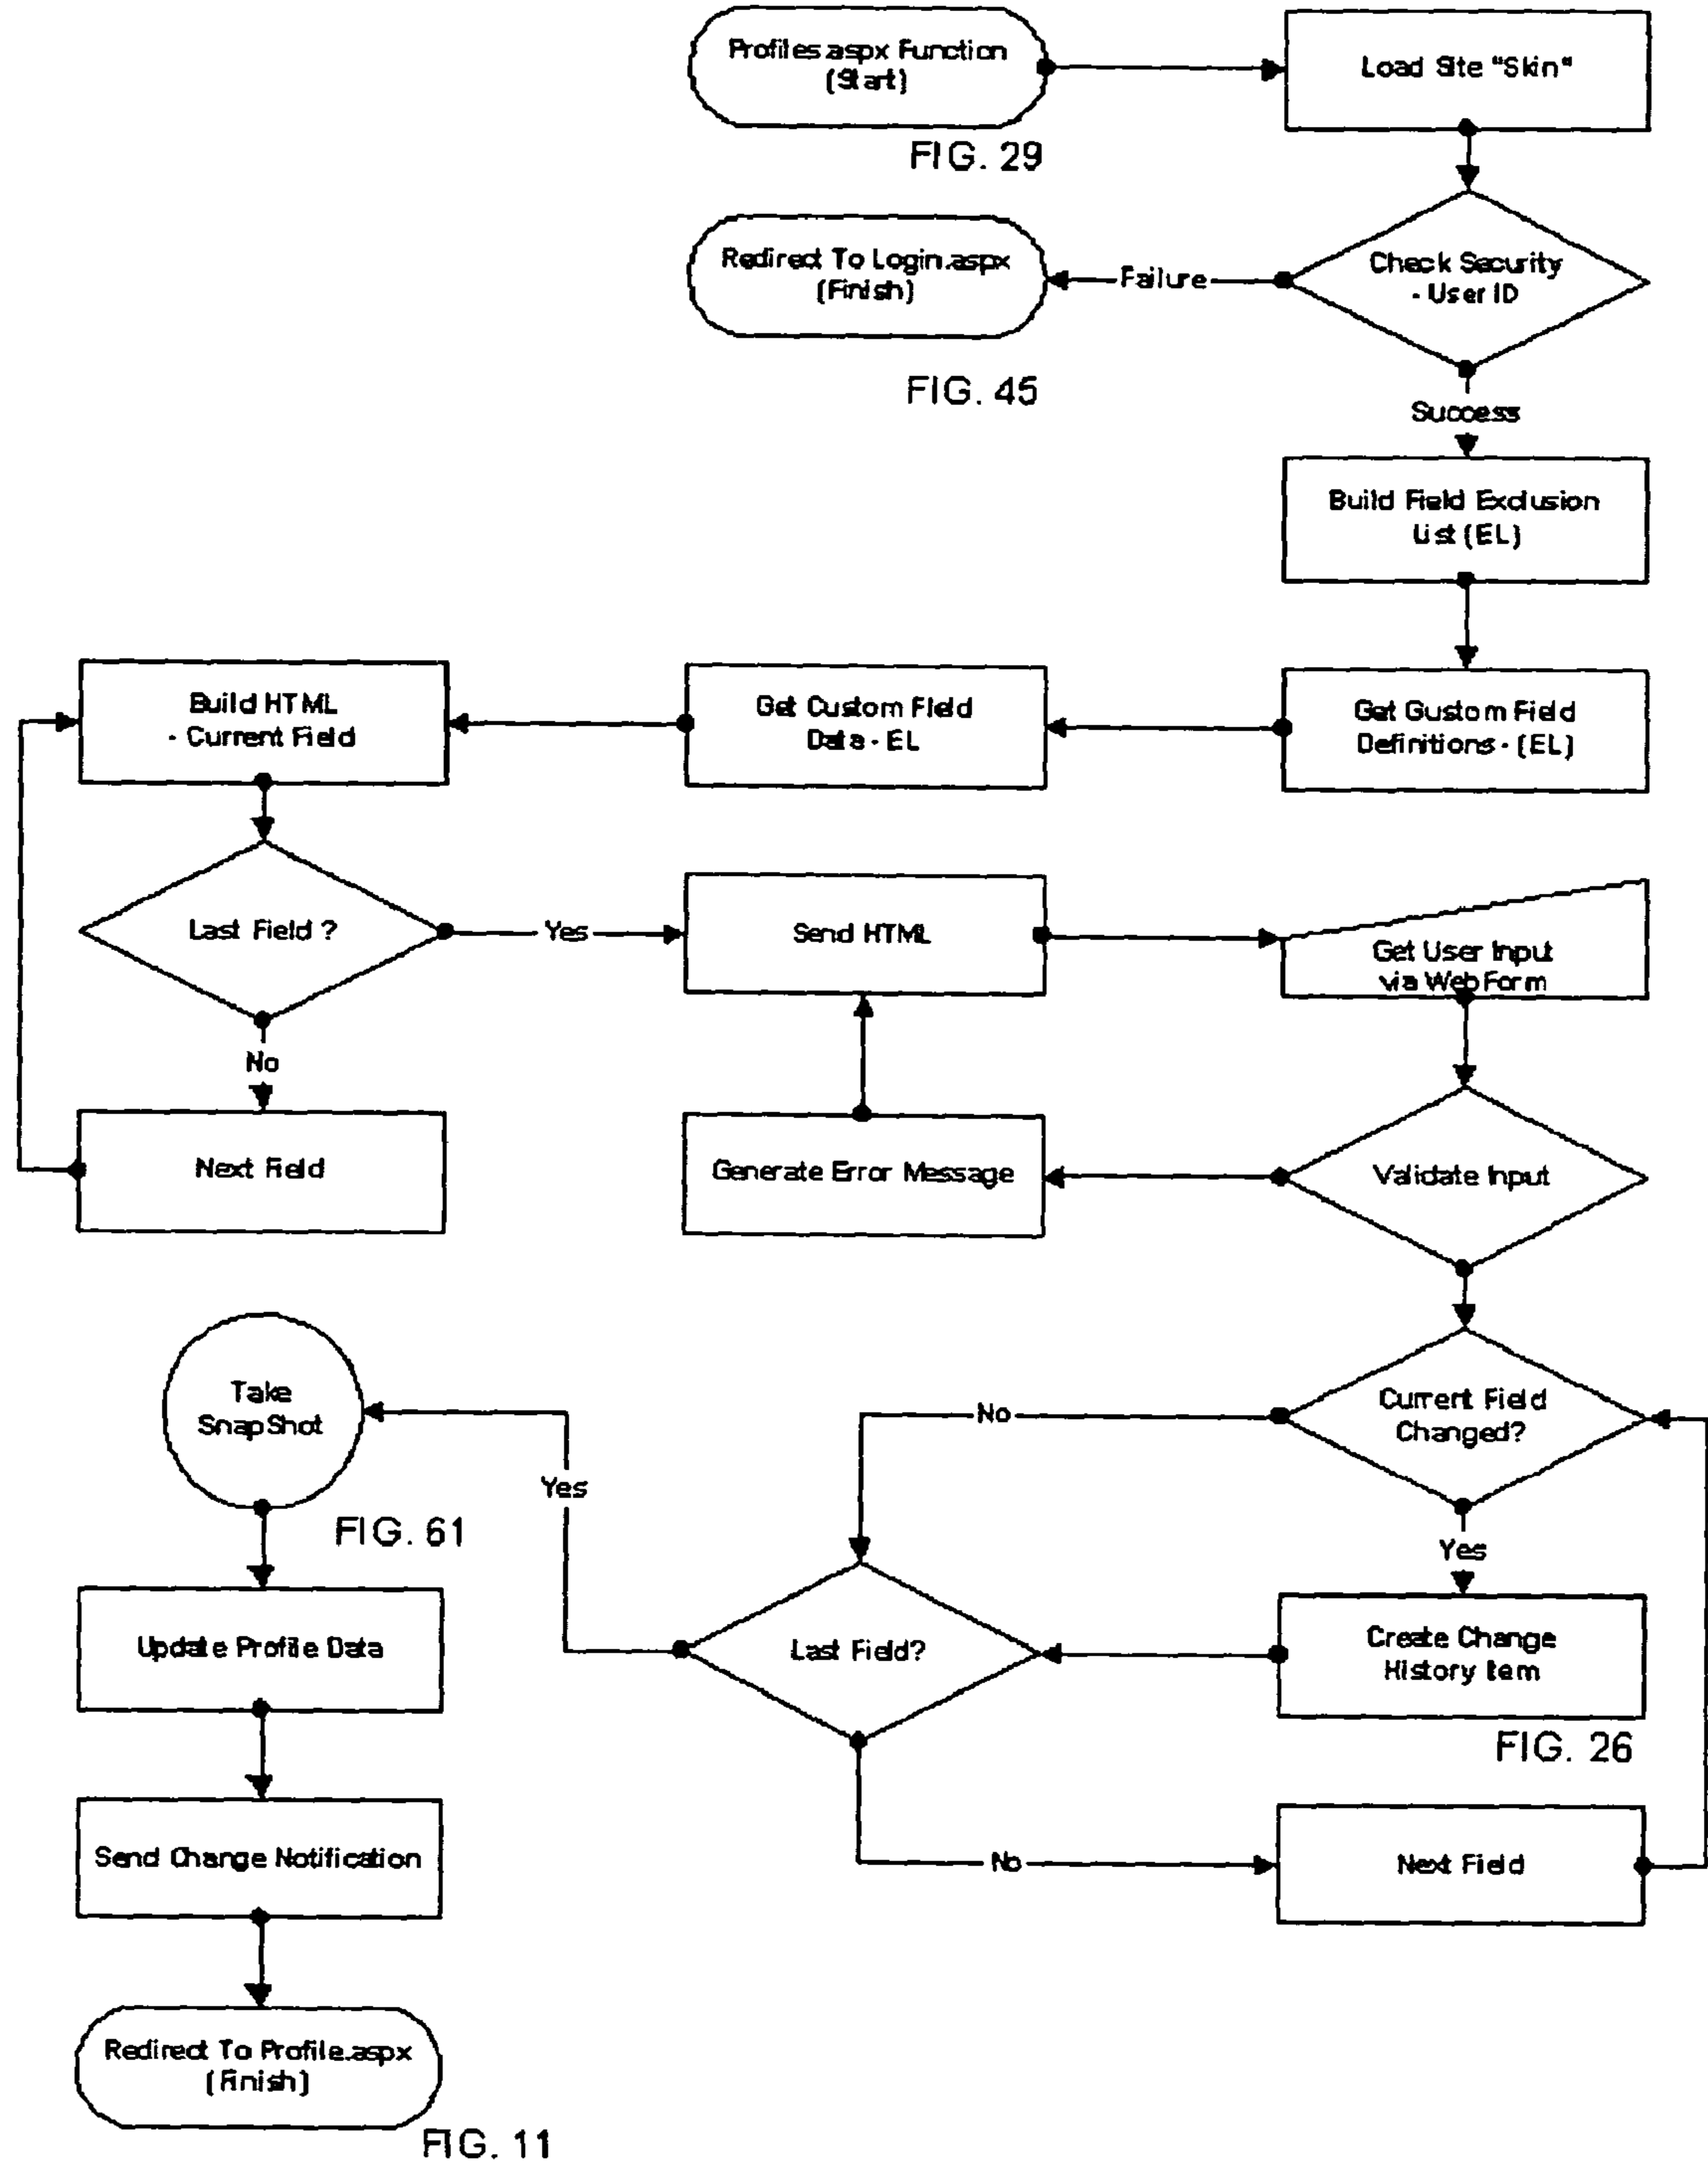 Profiles.aspx Function
(Start)
Load Site "Skin"
FIG. 29
Redirect To Login.aspx
(Finish)
Failure
Check Security
- User ID
FIG. 45
Success
Build Field Exclusion
List (EL)
Build HTML
- Current Field
Get Custom Field
Data - EL
Get Gustom Field
Definitions - (EL)
Last Field ?
Yes
Send HTML
Get User Input
via Web Form
No
Next Field
Generate Error Message
Validate Input
Take
SnapShot
No
Current Field
Changed?
Yes
FIG. 61
Yes
Update Profile Data
Last Field?
Create Change
History Item
FIG. 26
Send Change Notification
No
Next Field
Redirect To Profile.aspx
(Finish)
FIG. 11